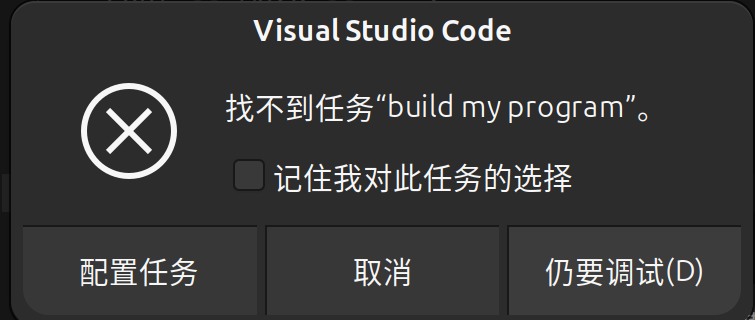 Visual Studio Code
找不到任务“build my program”。
记住我对此任务的选择
配置任务
取消
仍要调试(D)